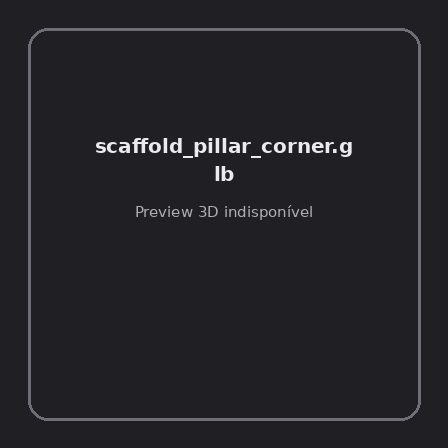 scaffold_pillar_corner.g
lb
Preview 3D indisponível